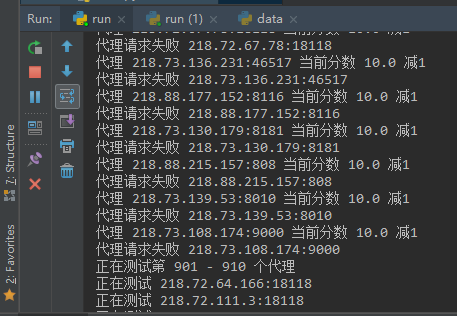 Run:
run
run (1)
data
代理请求失败 218.72.67.78:18118
代理 218.73.136.231:46517 当前分数 10.0 减1
代理请求失败 218.73.136.231:46517
代理 218.88.177.152:8116 当前分数 10.0 减1
代理请求失败 218.88.177.152:8116
代理 218.73.130.179:8181 当前分数 10.0 减1
代理请求失败 218.73.130.179:8181
代理 218.88.215.157:808 当前分数 10.0 减1
代理请求失败 218.88.215.157:808
代理 218.73.139.53:8010 当前分数 10.0 减1
代理请求失败 218.73.139.53:8010
代理 218.73.108.174:9000 当前分数 10.0 减1
代理请求失败 218.73.108.174:9000
正在测试第 901 - 910 个代理
正在测试 218.72.64.166:18118
正在测试 218.72.111.3:18118
7: Structure
2: Favorites